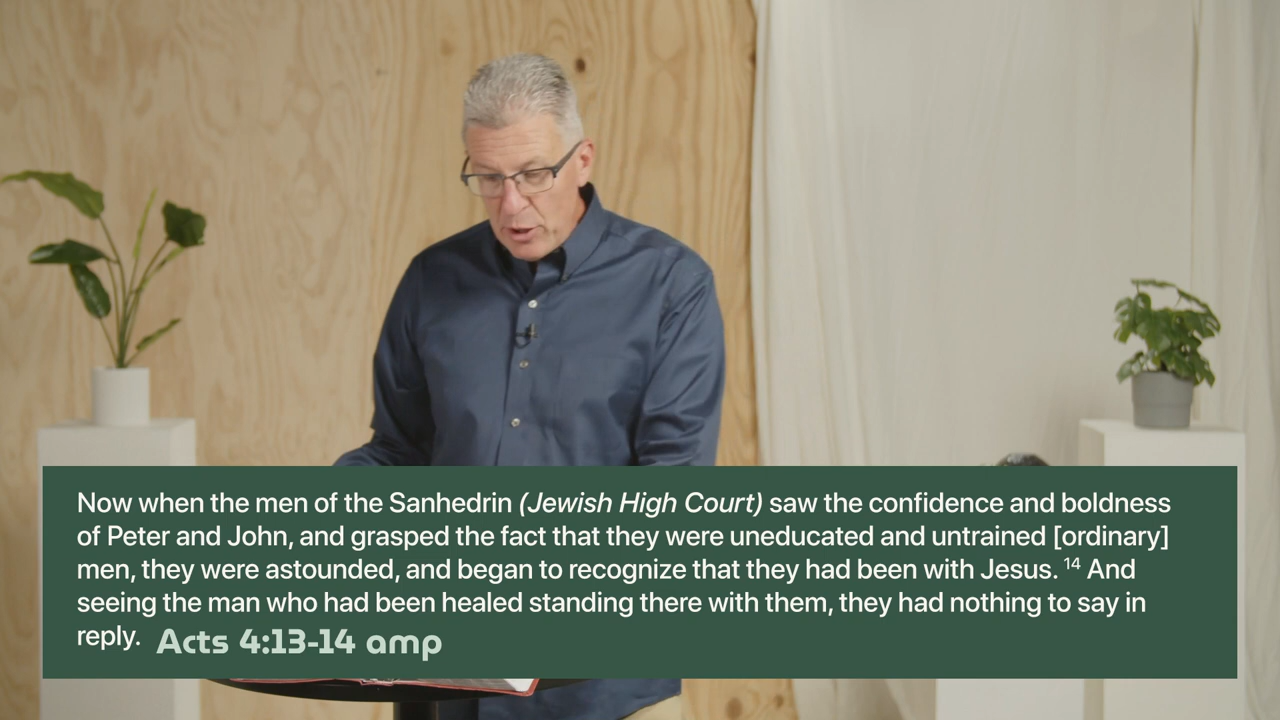 Now when the men of the Sanhedrin (Jewish High Court) saw the confidence and boldness
of Peter and John, and grasped the fact that they were uneducated and untrained [ordinary]
men, they were astounded, and began to recognize that they had been with Jesus. 14 And
seeing the man who had been healed standing there with them, they had nothing to say in
reply. Acts 4:13-14 amp